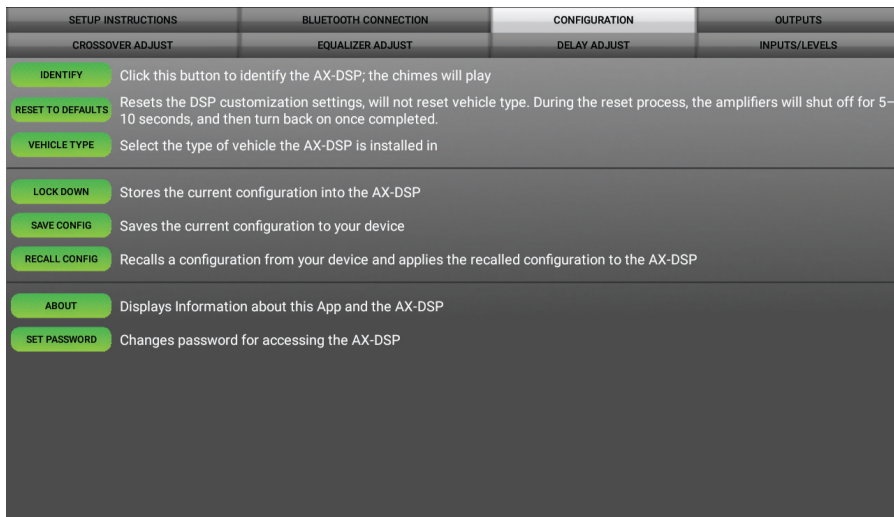 SETUP INSTRUCTIONS
BLUETOOTH CONNECTION
CONFIGURATION
OUTPUTS
CROSSOVER ADJUST
EQUALIZER ADJUST
DELAY ADJUST
INPUTS/LEVELS
IDENTIFY
Click this button to identify the AX-DSP; the chimes will play
RESET TO DEFAULTS
Resets the DSP customization settings, will not reset vehicle type. During the reset process, the amplifiers will shut off for 5–
10 seconds, and then turn back on once completed.
VEHICLE TYPE
Select the type of vehicle the AX-DSP is installed in
LOCK DOWN
Stores the current configuration into the AX-DSP
SAVE CONFIG
Saves the current configuration to your device
RECALL CONFIG
Recalls a configuration from your device and applies the recalled configuration to the AX-DSP
ABOUT
Displays Information about this App and the AX-DSP
SET PASSWORD
Changes password for accessing the AX-DSP